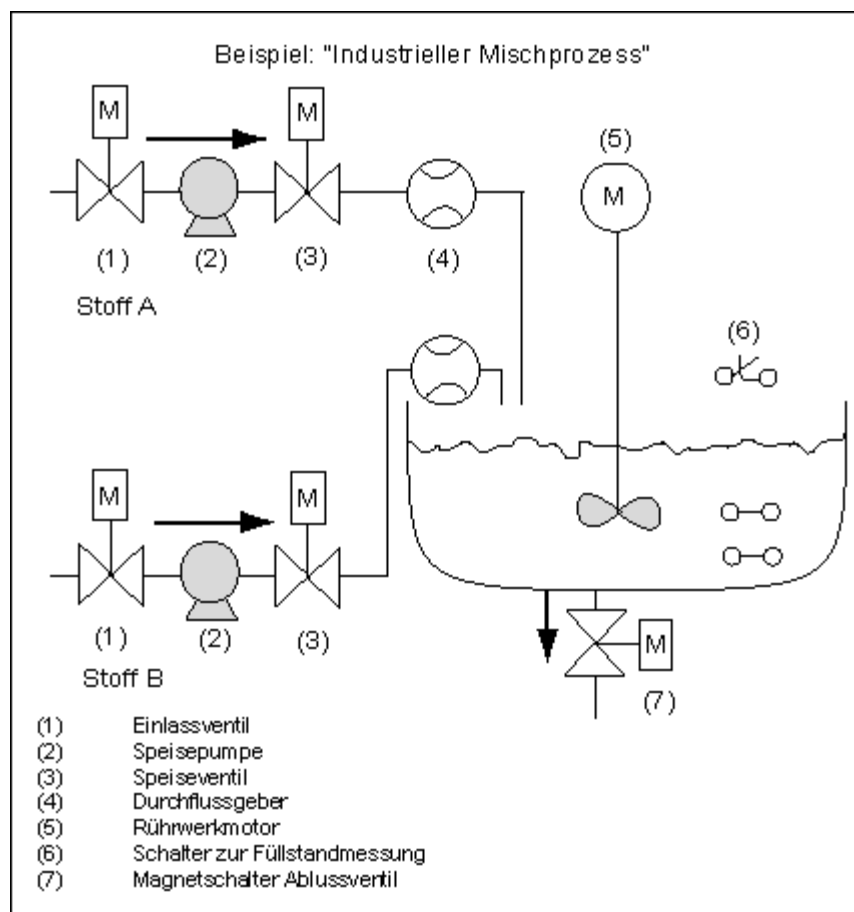 Beispiel: "Industrieller Mischprozess"
M
M
(5)
M
(1)
(2)
(3)
(4)
Stoff A
(6)
M
M
(1)
(2)
(3)
M
(7)
Stoff B
(1) Einlassventil
(2) Speisepumpe
(3) Speiseventil
(4) Durchflussgeber
(5) Rührwerkmotor
(6) Schalter zur Füllstandmessung
(7) Magnetschalter Ablussventil